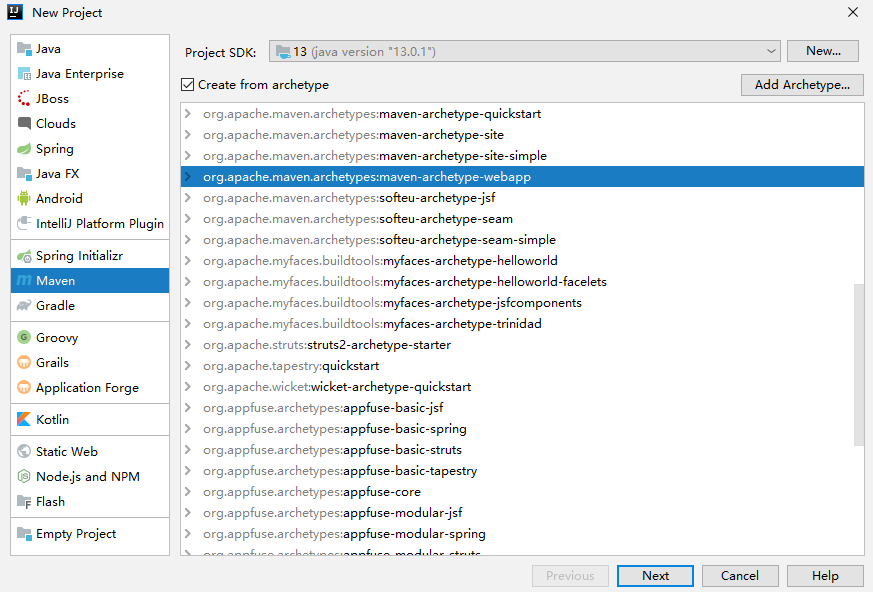 New Project
Java
Java Enterprise
JBoss
Clouds
Spring
Java FX
Android
IntelliJ Platform Plugin
Spring Initializr
Maven
Gradle
Groovy
Grails
Application Forge
Kotlin
Static Web
Node.js and NPM
Flash
Empty Project
Project SDK: 13 (java version "13.0.1") New...
Create from archetype Add Archetype...
org.apache.maven.archetypes:maven-archetype-quickstart
org.apache.maven.archetypes:maven-archetype-site
org.apache.maven.archetypes:maven-archetype-site-simple
org.apache.maven.archetypes:maven-archetype-webapp
org.apache.maven.archetypes:softeu-archetype-jsf
org.apache.maven.archetypes:softeu-archetype-seam
org.apache.maven.archetypes:softeu-archetype-seam-simple
org.apache.myfaces.buildtools:myfaces-archetype-helloworld
org.apache.myfaces.buildtools:myfaces-archetype-helloworld-facelets
org.apache.myfaces.buildtools:myfaces-archetype-jsfcomponents
org.apache.myfaces.buildtools:myfaces-archetype-trinidad
org.apache.struts:struts2-archetype-starter
org.apache.tapestry:quickstart
org.apache.wicket:wicket-archetype-quickstart
org.appfuse.archetypes:appfuse-basic-jsf
org.appfuse.archetypes:appfuse-basic-spring
org.appfuse.archetypes:appfuse-basic-struts
org.appfuse.archetypes:appfuse-basic-tapestry
org.appfuse.archetypes:appfuse-core
org.appfuse.archetypes:appfuse-modular-jsf
org.appfuse.archetypes:appfuse-modular-spring
org.appfuse.archetypes:appfuse-modular-struts
Previous Next Cancel Help